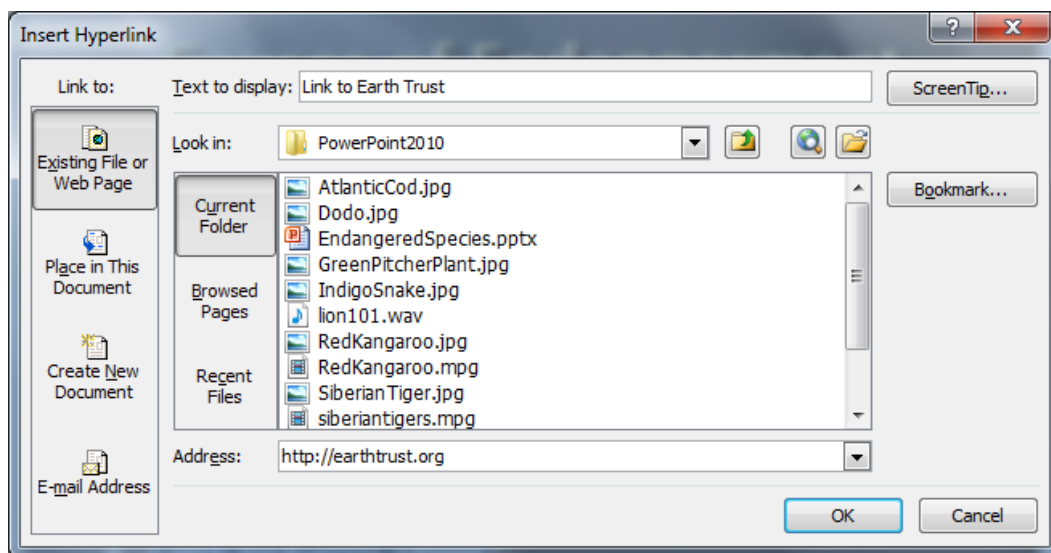 Insert Hyperlink
Link to:
Text to display: Link to Earth Trust
ScreenTip...
Existing File or
Web Page
Place in This
Document
Create New
Document
E-mail Address
Look in: PowerPoint2010
Current
Folder
Browsed
Pages
Recent
Files
AtlanticCod.jpg
Dodo.jpg
EndangeredSpecies.pptx
GreenPitcherPlant.jpg
IndigoSnake.jpg
lion101.wav
RedKangaroo.jpg
RedKangaroo.mpg
SiberianTiger.jpg
siberiantigers.mpg
Bookmark...
Address: http://earthtrust.org
OK
Cancel